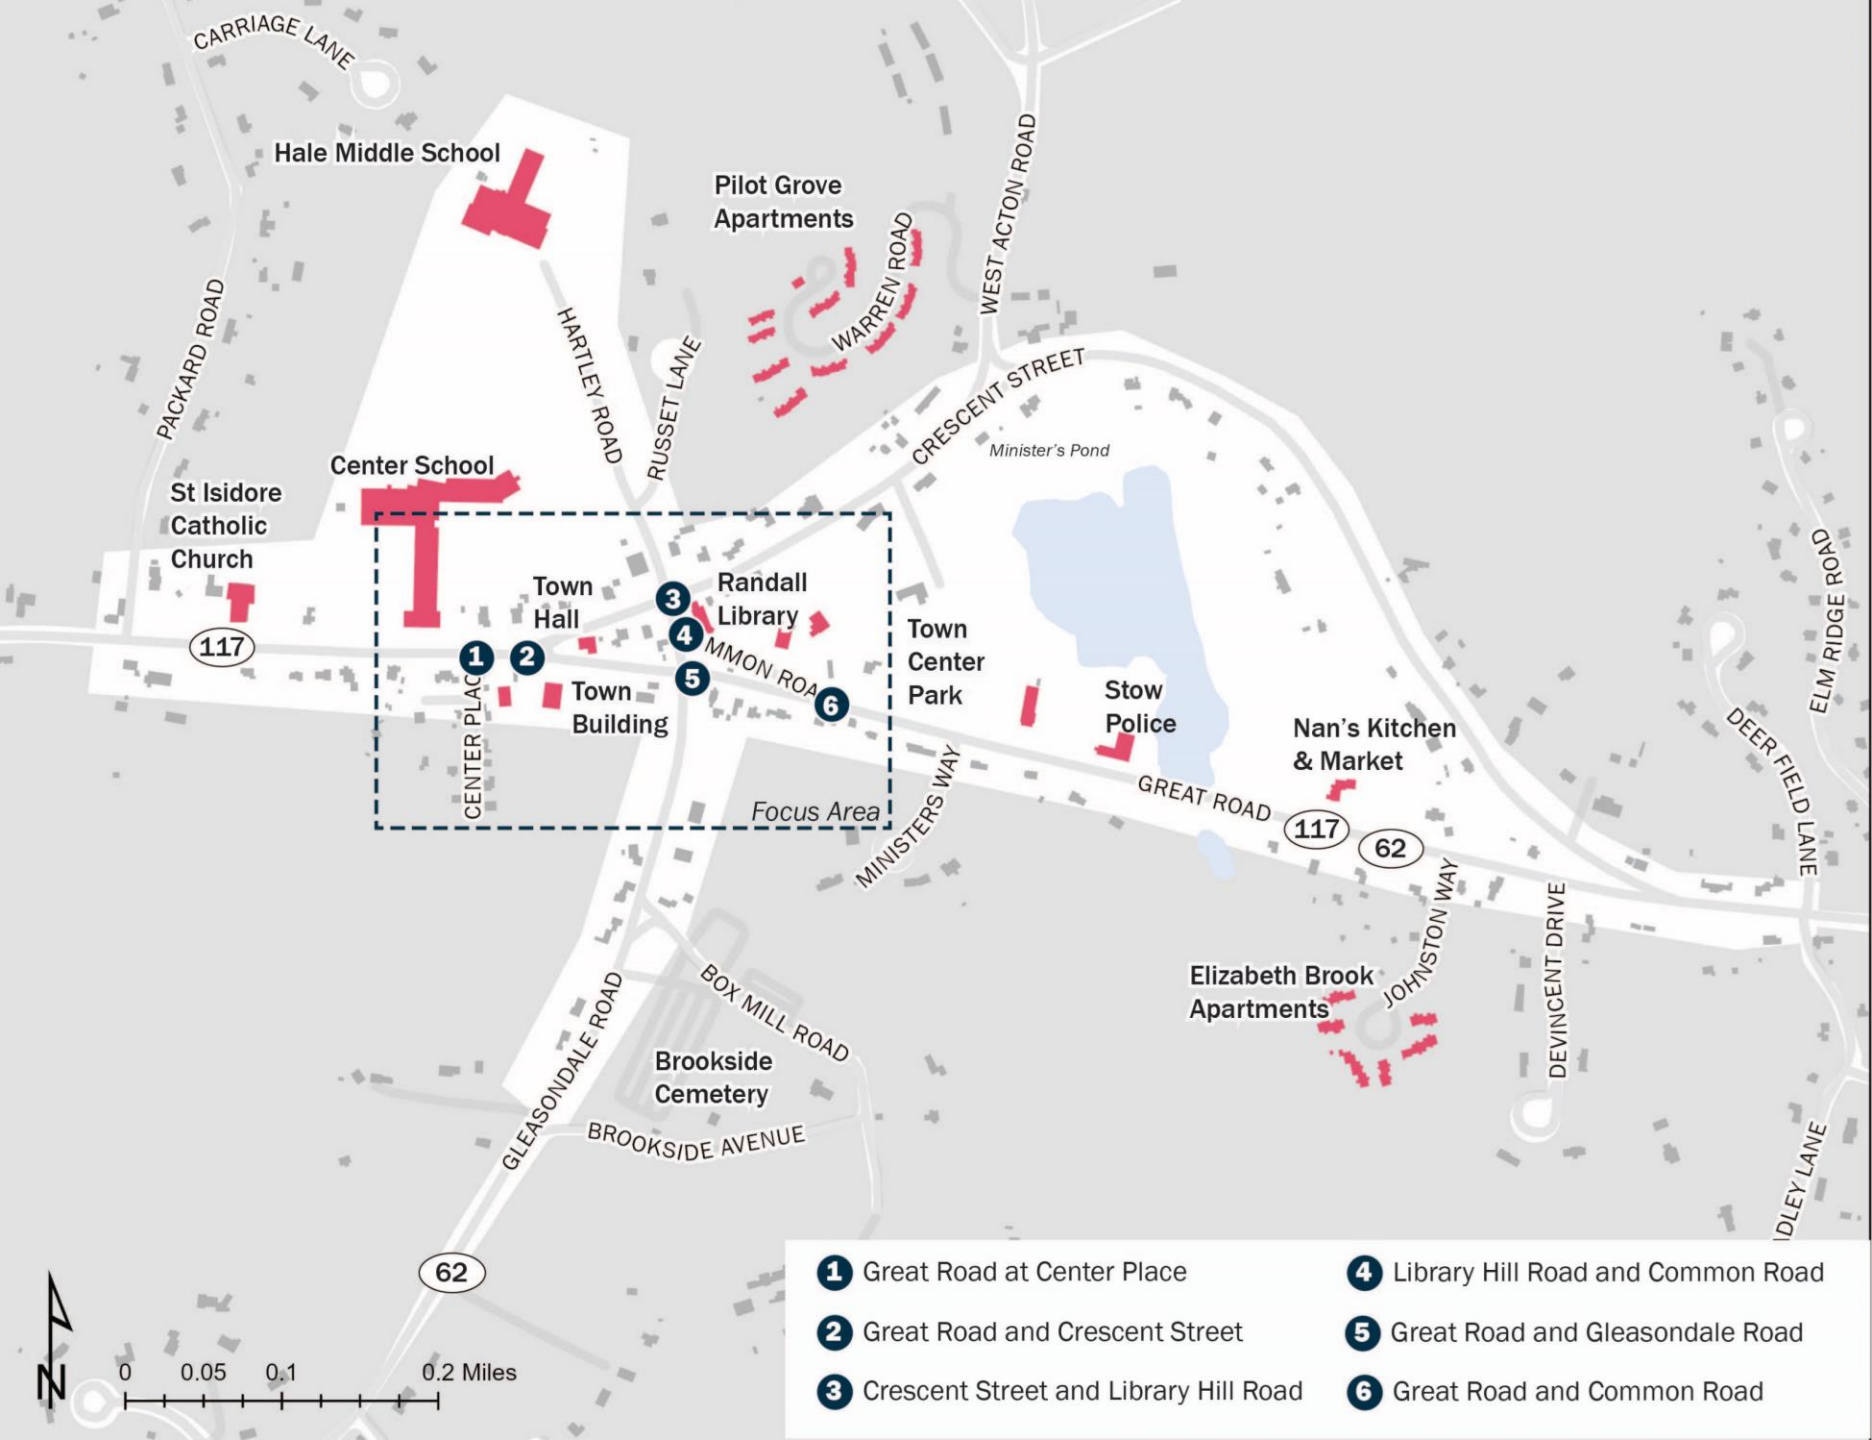 CARRIAGE LANE
Hale Middle School
Pilot Grove
Apartments
WARREN ROAD
WEST ACTON ROAD
PACKARD ROAD
HARTLEY ROAD
RUSSET LANE
CRESCENT STREET
Minister's Pond
Center School
St Isidore
Catholic
Church
117
Town
Hall
3
Randall
Library
4
1
2
MMON ROA
5
6
CENTER PLAC
Town
Building
Town
Center
Park
Stow
Police
Nan's Kitchen
& Market
ELM RIDGE ROAD
DEER FIELD LANE
Focus Area
MINISTERS WAY
GREAT ROAD
117
62
JOHNSTON WAY
DEVINCENT DRIVE
Elizabeth Brook
Apartments
GLEASONDALE ROAD
BOX MILL ROAD
Brookside
Cemetery
BROOKSIDE AVENUE
DLEY LANE
62
N
0 0.05 0.1 0.2 Miles
1 Great Road at Center Place
2 Great Road and Crescent Street
3 Crescent Street and Library Hill Road
4 Library Hill Road and Common Road
5 Great Road and Gleasondale Road
6 Great Road and Common Road